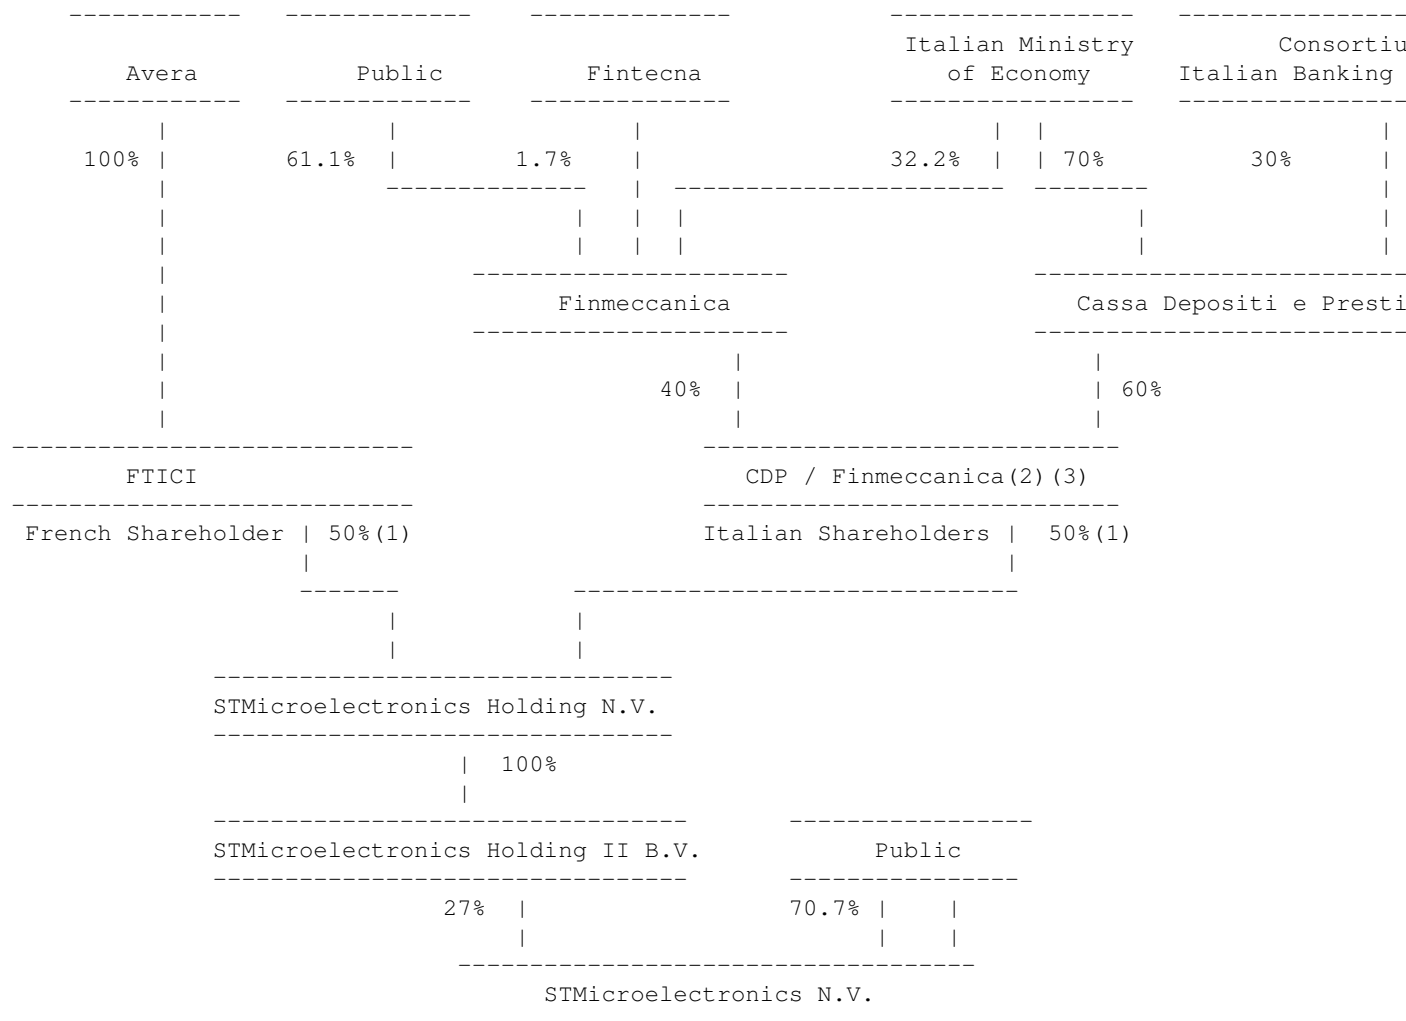 Italian Ministry Consortiu
Avera Public Fintecna of Economy Italian Banking
100% 61.1% 1.7% 32.2% 70% 30%
Finmeccanica Cassa Depositi e Presti
40% 60%
FTICI CDP / Finmeccanica(2)(3)
French Shareholder | 50%(1) Italian Shareholders | 50%(1)
STMicroelectronics Holding N.V.
100%
STMicroelectronics Holding II B.V. Public
27% 70.7%
STMicroelectronics N.V.